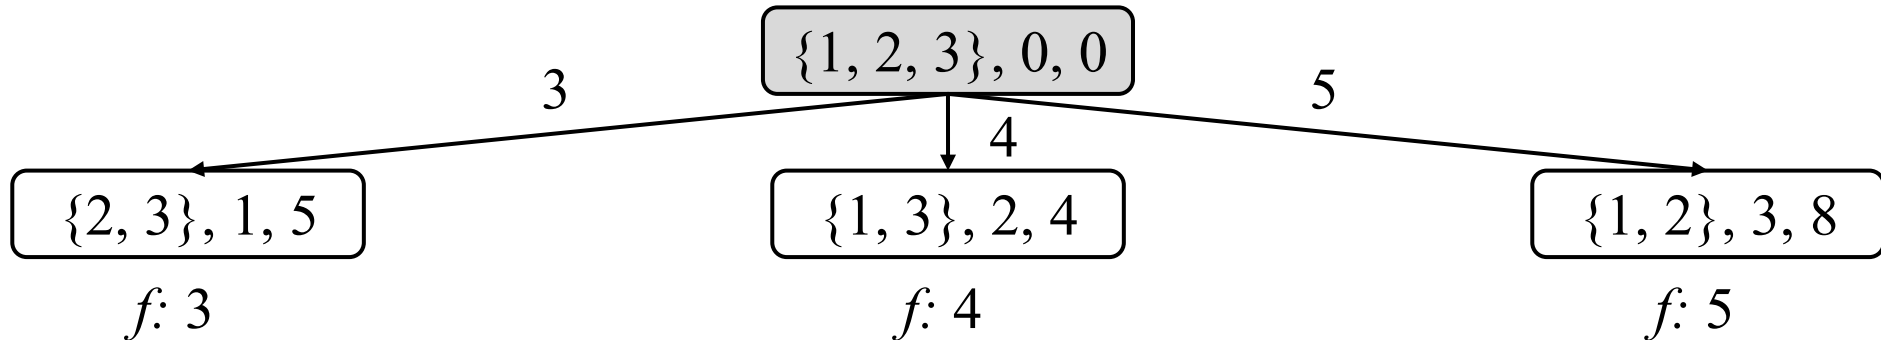 {1, 2, 3}, 0, 0
3
4
5
{2, 3}, 1, 5
{1, 3}, 2, 4
{1, 2}, 3, 8
f: 3
f: 4
f: 5